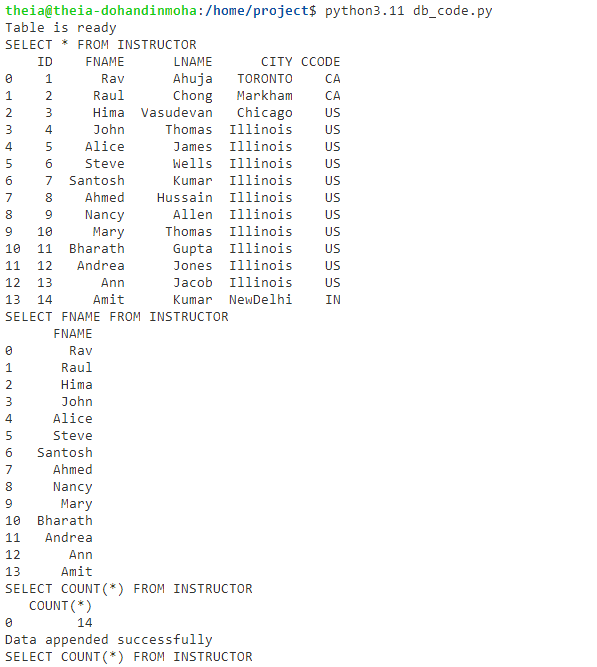 theia@theia-dohandinmoha:/home/project$ python3.11 db_code.py
Table is ready
SELECT * FROM INSTRUCTOR
    ID    FNAME      LNAME      CITY CCODE
0    1      Rav      Ahuja   TORONTO    CA
1    2     Raul      Chong   Markham    CA
2    3     Hima  Vasudevan   Chicago    US
3    4     John     Thomas  Illinois    US
4    5    Alice      James  Illinois    US
5    6    Steve      Wells  Illinois    US
6    7  Santosh      Kumar  Illinois    US
7    8    Ahmed    Hussain  Illinois    US
8    9    Nancy      Allen  Illinois    US
9   10     Mary     Thomas  Illinois    US
10  11  Bharath      Gupta  Illinois    US
11  12   Andrea      Jones  Illinois    US
12  13      Ann      Jacob  Illinois    US
13  14     Amit      Kumar  NewDelhi    IN
SELECT FNAME FROM INSTRUCTOR
      FNAME
0       Rav
1      Raul
2      Hima
3      John
4     Alice
5     Steve
6   Santosh
7     Ahmed
8     Nancy
9      Mary
10  Bharath
11   Andrea
12      Ann
13     Amit
SELECT COUNT(*) FROM INSTRUCTOR
   COUNT(*)
0        14
Data appended successfully
SELECT COUNT(*) FROM INSTRUCTOR